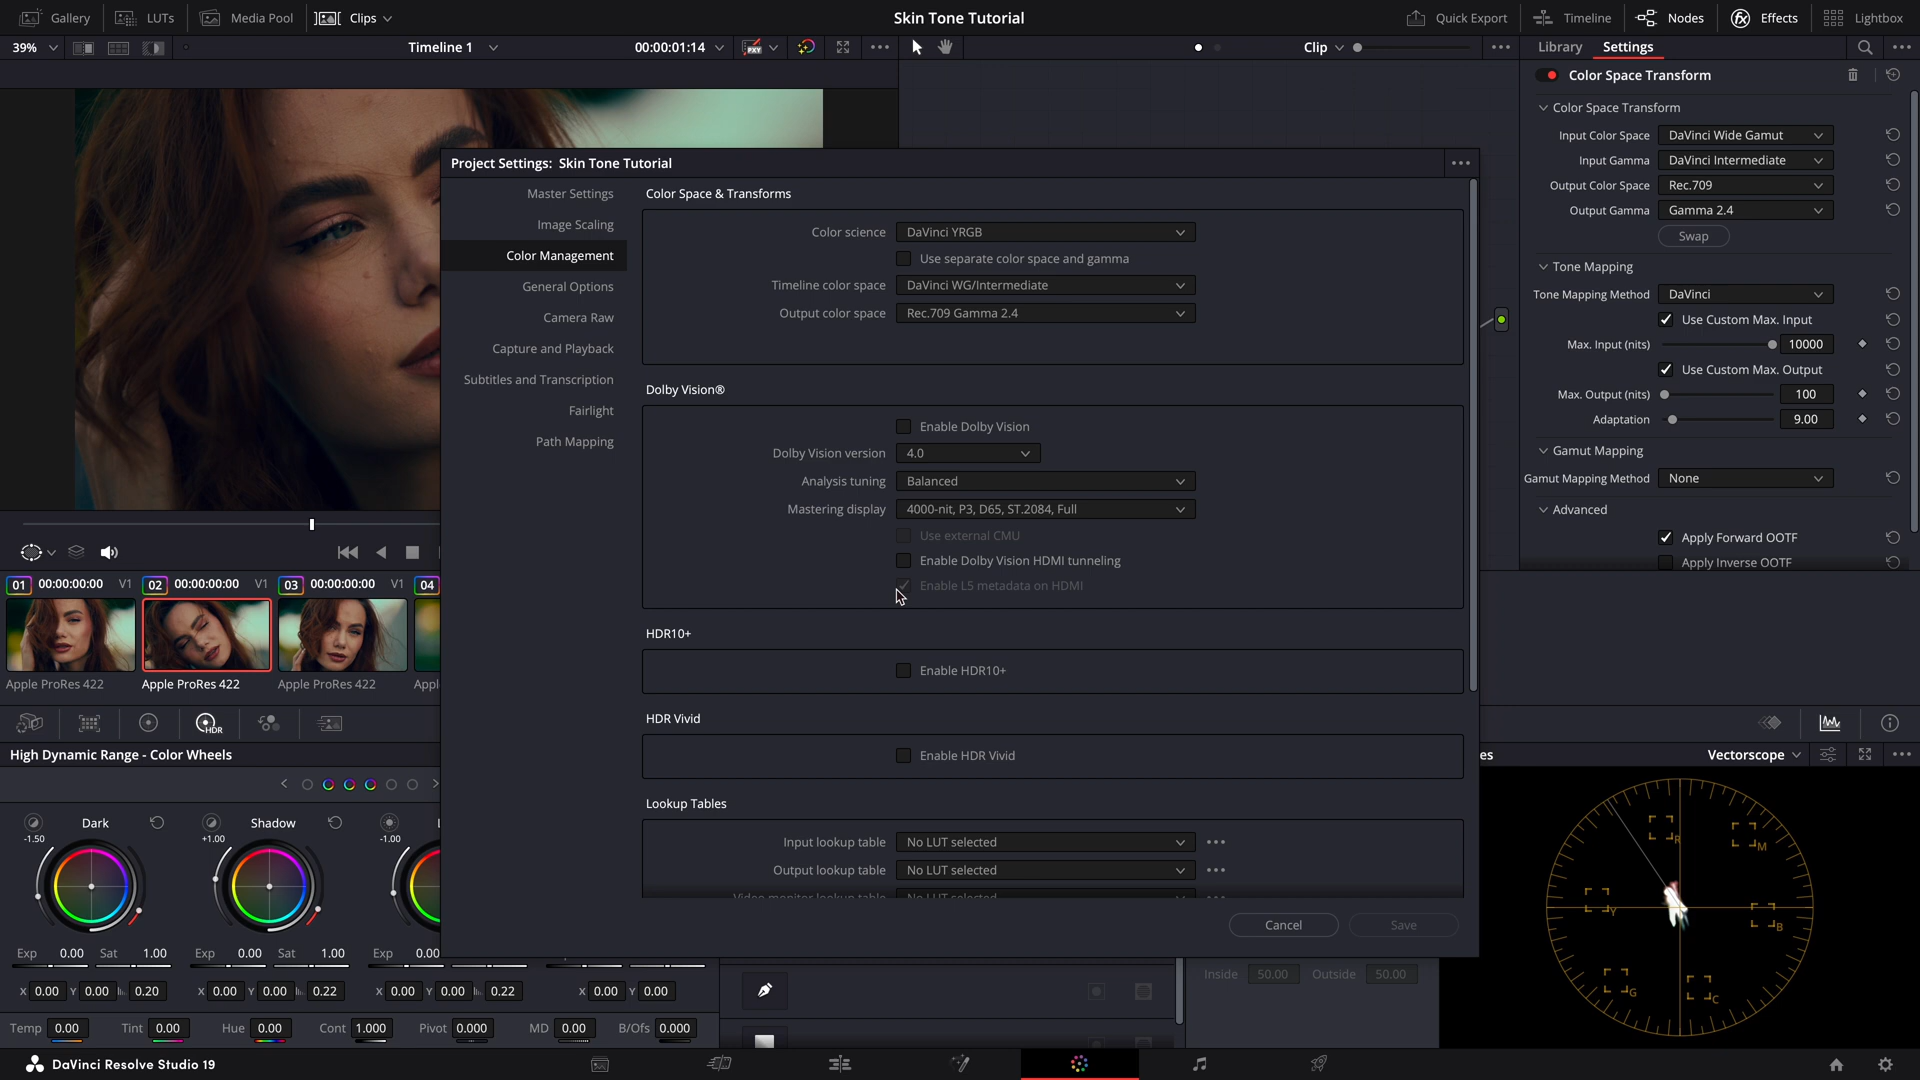 Gallery
LUTs
Media Pool
Clips
Skin Tone Tutorial
Quick Export
Timeline
Nodes
Effects
Lightbox
39%
Timeline 1
00:00:01:14
PXY
Clip
Library
Settings
Color Space Transform
Color Space Transform
Input Color Space DaVinci Wide Gamut
Input Gamma DaVinci Intermediate
Output Color Space Rec.709
Output Gamma Gamma 2.4
Swap
Tone Mapping
Tone Mapping Method DaVinci
Use Custom Max. Input
Max. Input (nits) 10000
Use Custom Max. Output
Max. Output (nits) 100
Adaptation 9.00
Gamut Mapping
Gamut Mapping Method None
Advanced
Apply Forward OOTF
Apply Inverse OOTF
Project Settings: Skin Tone Tutorial
Master Settings
Image Scaling
Color Management
General Options
Camera Raw
Capture and Playback
Subtitles and Transcription
Fairlight
Path Mapping
Color Space & Transforms
Color science DaVinci YRGB
Use separate color space and gamma
Timeline color space DaVinci WG/Intermediate
Output color space Rec.709 Gamma 2.4
Dolby Vision®
Enable Dolby Vision
Dolby Vision version 4.0
Analysis tuning Balanced
Mastering display 4000-nit, P3, D65, ST.2084, Full
Use external CMU
Enable Dolby Vision HDMI tunneling
Enable L5 metadata on HDMI
HDR10+
Enable HDR10+
HDR Vivid
Enable HDR Vivid
Lookup Tables
Input lookup table No LUT selected
Output lookup table No LUT selected
Video monitor lookup table No LUT selected
Cancel
Save
01 00:00:00:00 V1
02 00:00:00:00 V1
03 00:00:00:00 V1
04
Apple ProRes 422
Apple ProRes 422
Apple ProRes 422
Appl
HDR
High Dynamic Range - Color Wheels
Dark
Shadow
-1.50
+1.00
-1.00
Exp 0.00 Sat 1.00
Exp 0.00 Sat 1.00
Exp 0.00
X 0.00 Y 0.00 0.20
X 0.00 Y 0.00 0.22
X 0.00 Y 0.00 0.22
X 0.00 Y 0.00
Temp 0.00 Tint 0.00 Hue 0.00 Cont 1.000 Pivot 0.000 MD 0.00 B/Ofs 0.000
Inside 50.00 Outside 50.00
es
Vectorscope
R
M
Y
B
G
C
DaVinci Resolve Studio 19